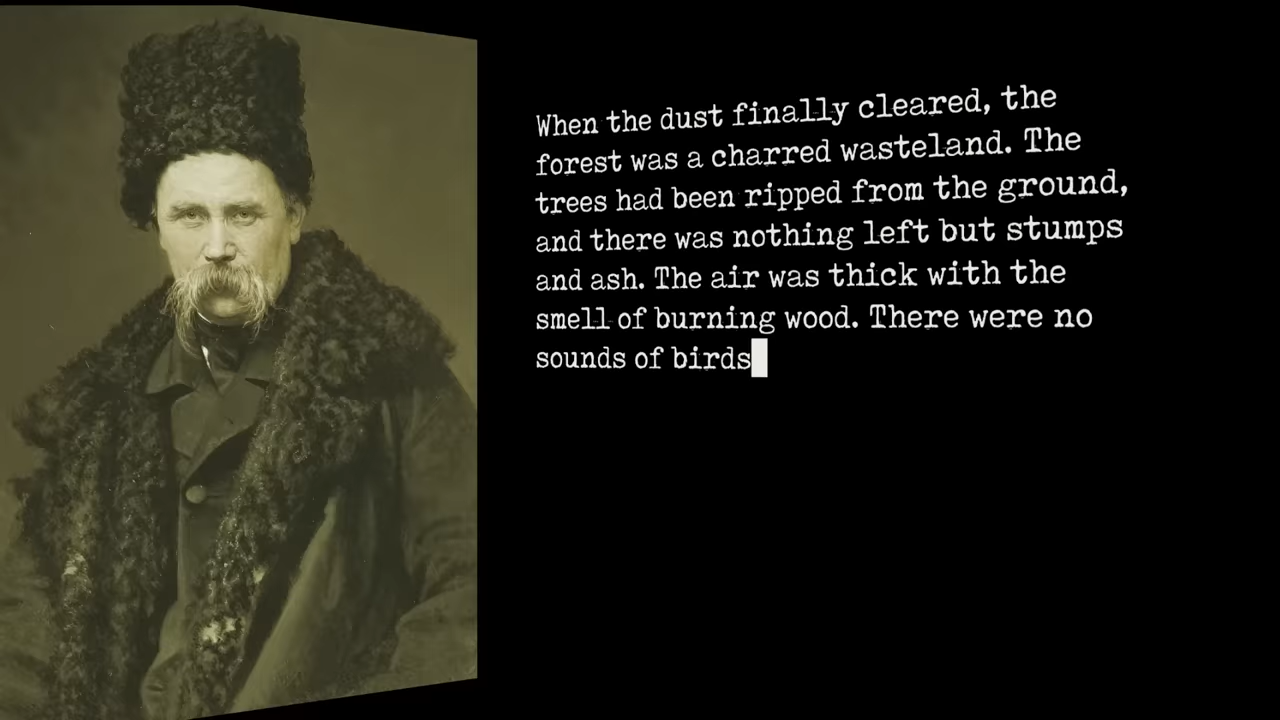 When the dust finally cleared, the
forest was a charred wasteland. The
trees had been ripped from the ground,
and there was nothing left but stumps
and ash. The air was thick with the
smell of burning wood. There were no
sounds of birds